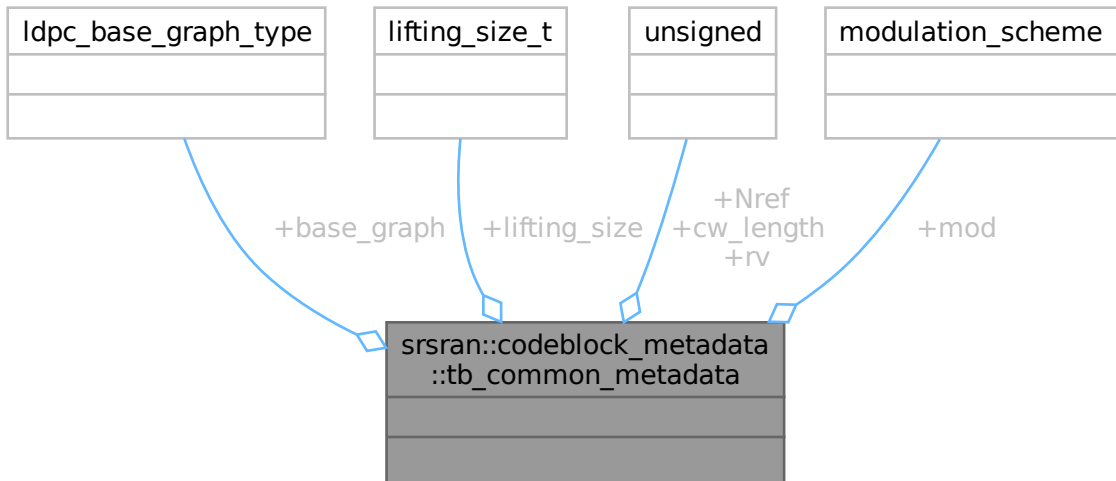 ldpc_base_graph_type
lifting_size_t
unsigned
modulation_scheme
+base_graph
+lifting_size
+Nref
+cw_length
+rv
+mod
srsran::codeblock_metadata
::tb_common_metadata